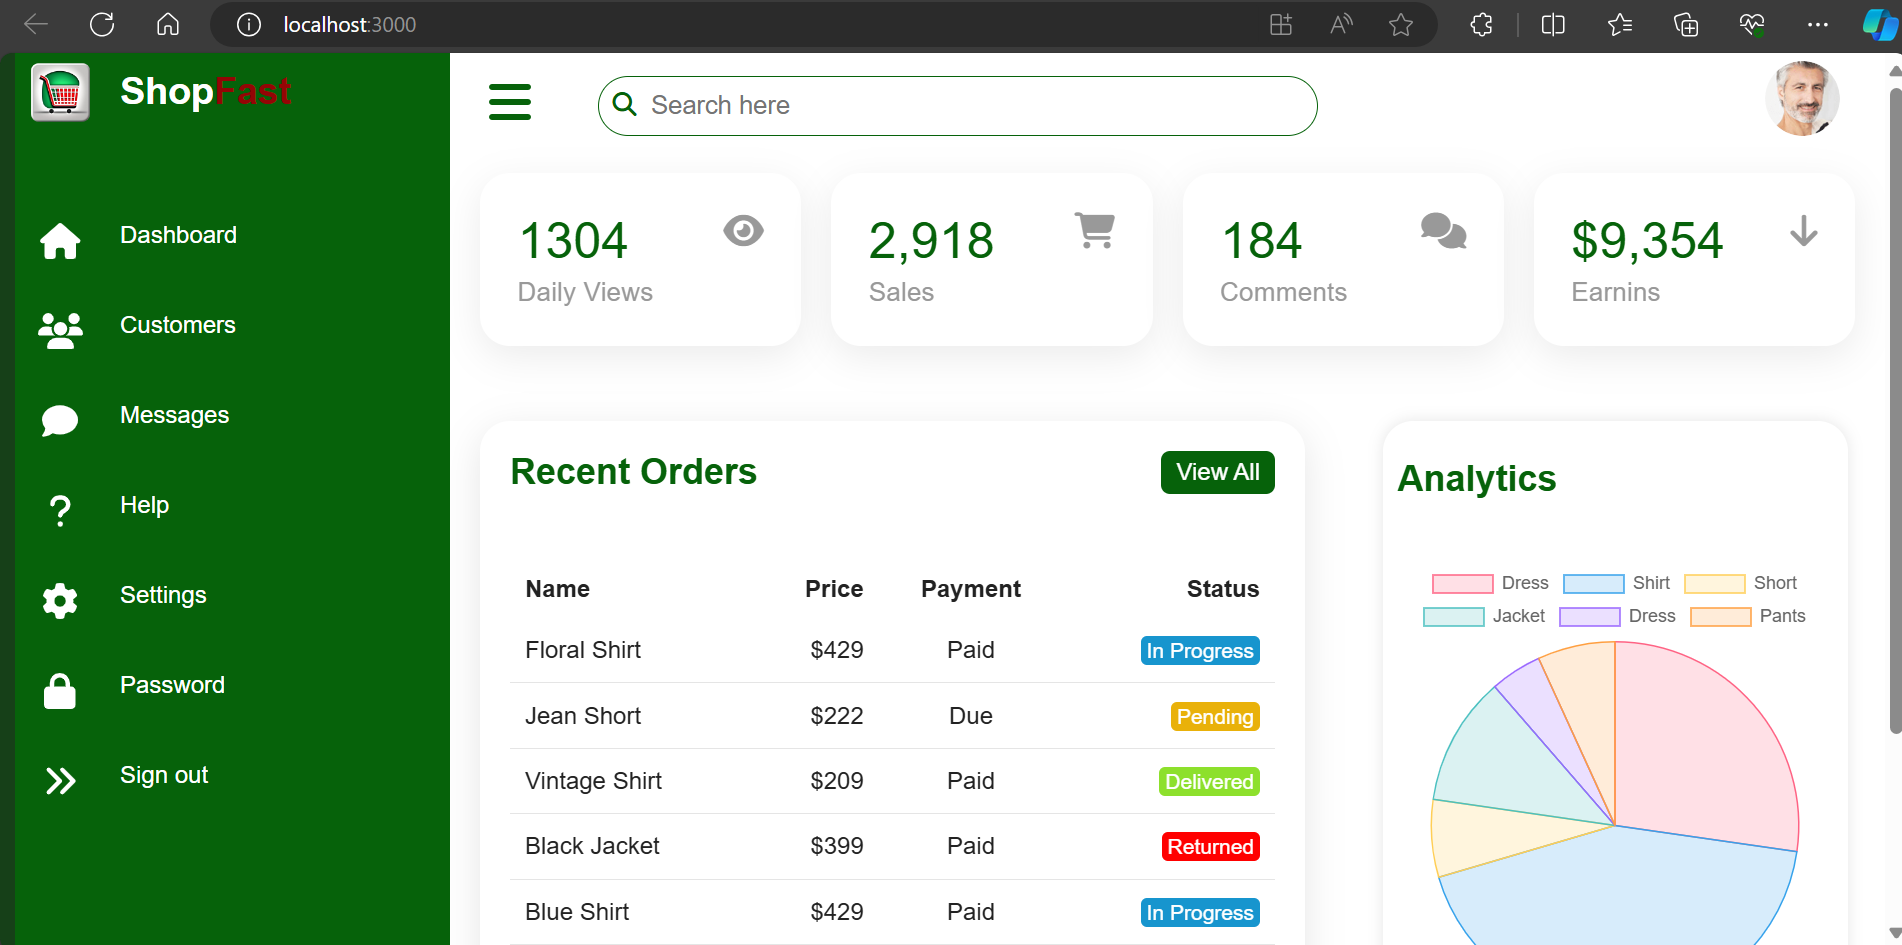 localhost:3000
ShopFast
Search here
Dashboard
Customers
Messages
Help
Settings
Password
Sign out
1304
Daily Views
2,918
Sales
184
Comments
$9,354
Earnins
Recent Orders
View All
Name Price Payment Status
Floral Shirt $429 Paid In Progress
Jean Short $222 Due Pending
Vintage Shirt $209 Paid Delivered
Black Jacket $399 Paid Returned
Blue Shirt $429 Paid In Progress
Analytics
Dress Shirt Short
Jacket Dress Pants